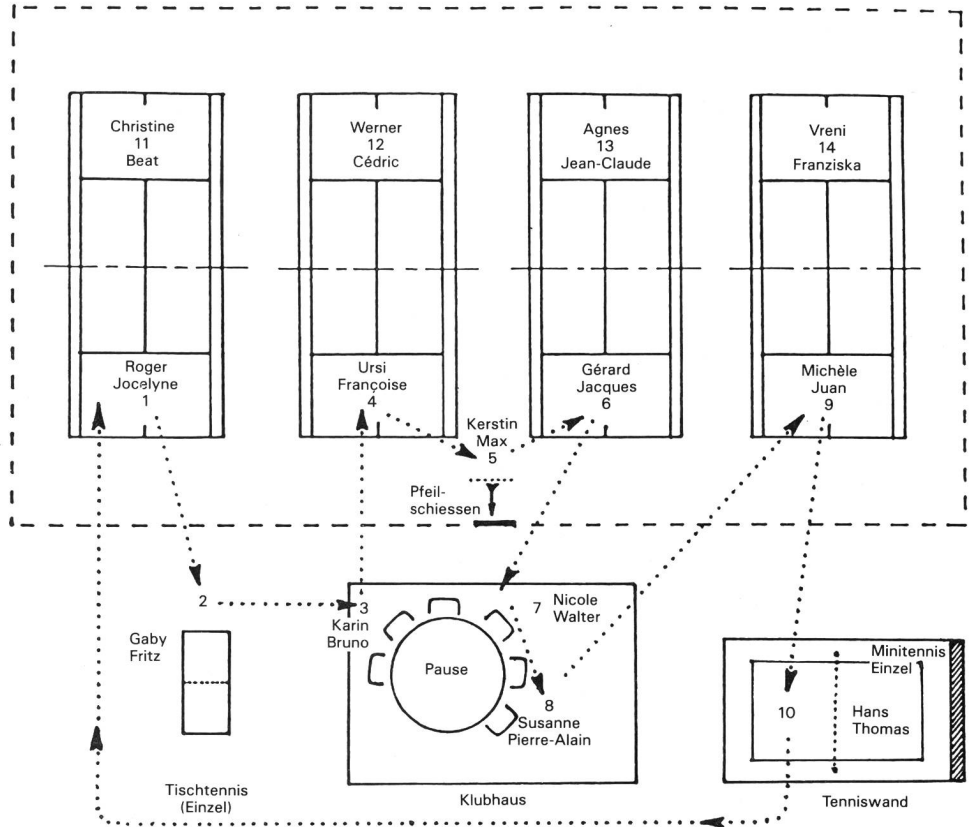 Christine
11
Beat
Werner
12
Cédric
Agnes
13
Jean-Claude
Vreni
14
Franziska
Roger
Jocelyne
1
Ursi
Françoise
4
Kerstin
Max
5
Gérard
Jacques
6
Michèle
Juan
9
Pfeil-
schiessen
2
Gaby
Fritz
3
Karin
Bruno
Pause
7
Nicole
Walter
8
Susanne
Pierre-Alain
Minitennis
Einzel
10
Hans
Thomas
Tischtennis
(Einzel)
Klubhaus
Tenniswand